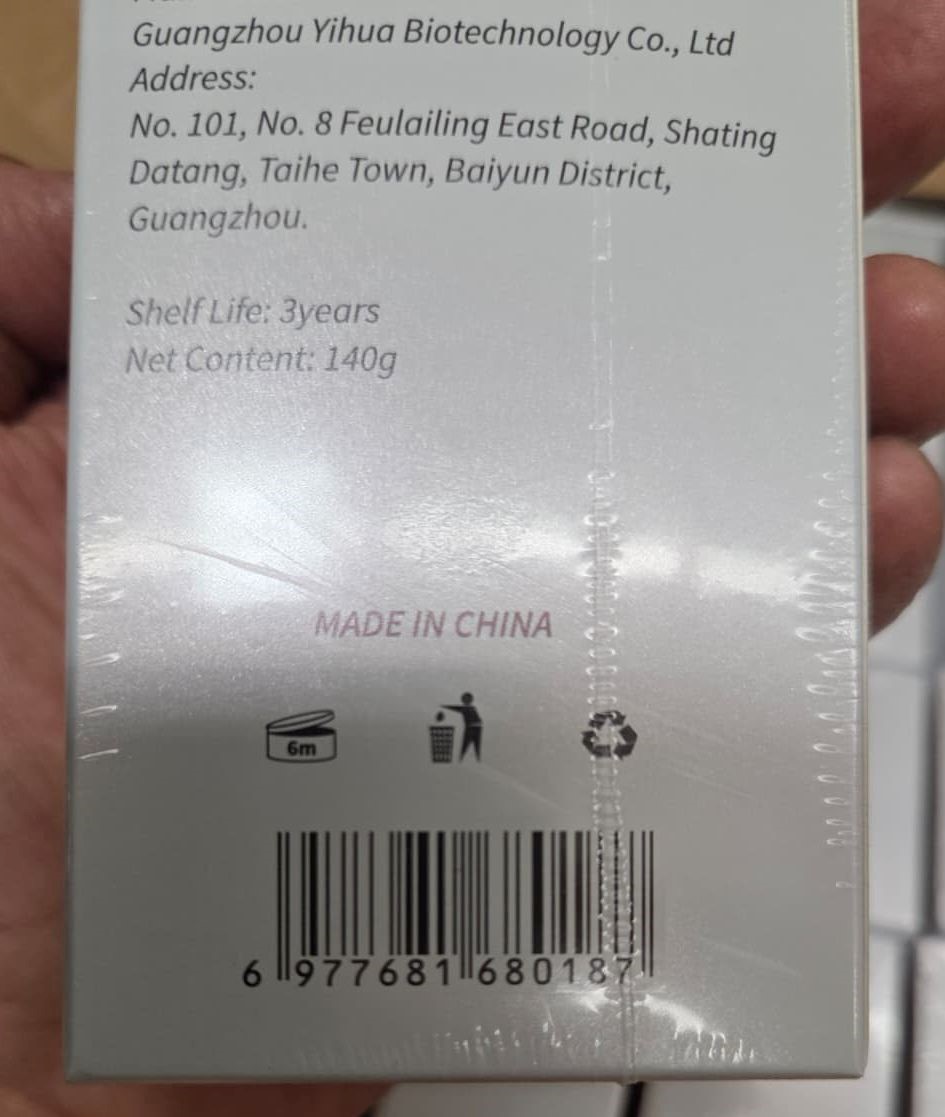 Guangzhou Yihua Biotechnology Co., Ltd
Address:
No. 101, No. 8 Feulailing East Road, Shating
Datang, Taihe Town, Baiyun District,
Guangzhou.
Shelf Life: 3years
Net Content: 140g
MADE IN CHINA
6m
6 977681 680187